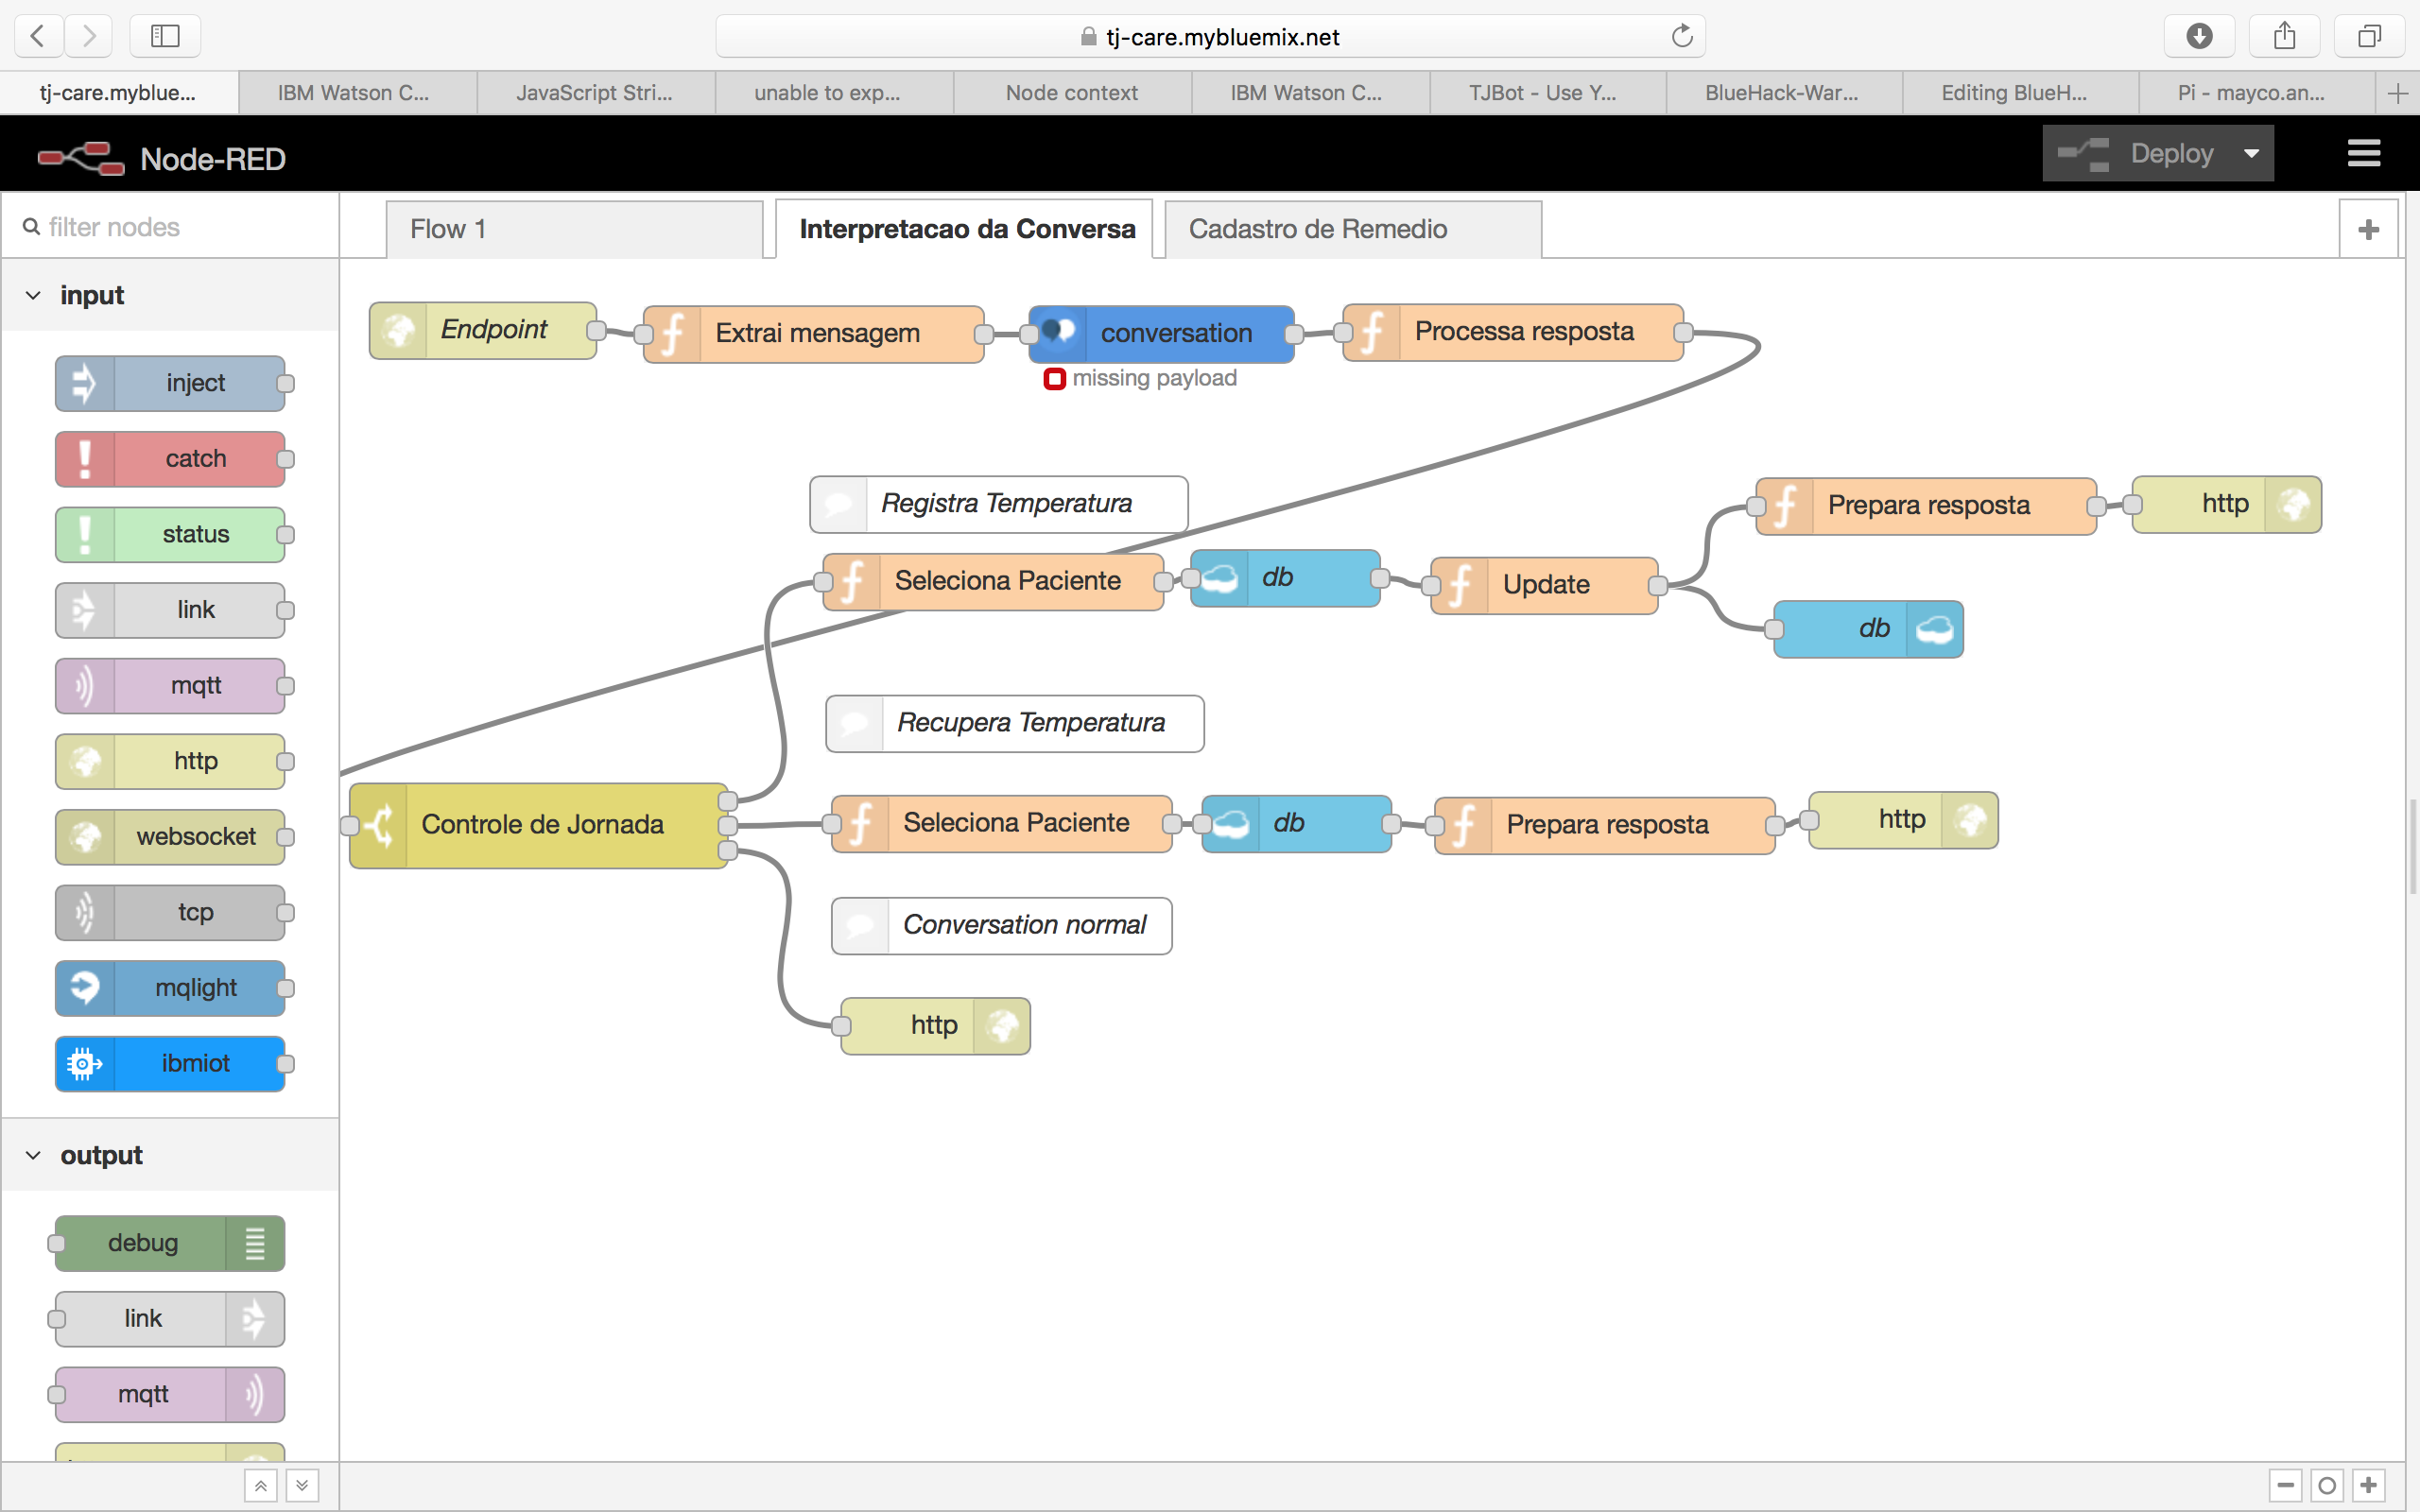 tj-care.mybluemix.net
tj-care.myblue...
IBM Watson C...
JavaScript Stri...
unable to exp...
Node context
IBM Watson C...
TJBot - Use Y...
BlueHack-War...
Editing BlueH...
Pi - mayco.an...
Node-RED
Deploy
filter nodes
Flow 1
Interpretacao da Conversa
Cadastro de Remedio
input
inject
catch
status
link
mqtt
http
websocket
tcp
mqlight
ibmiot
output
debug
link
mqtt
Endpoint
Extrai mensagem
conversation
missing payload
Processa resposta
Registra Temperatura
Seleciona Paciente
db
Update
Prepara resposta
http
db
Recupera Temperatura
Controle de Jornada
Seleciona Paciente
db
Prepara resposta
http
Conversation normal
http